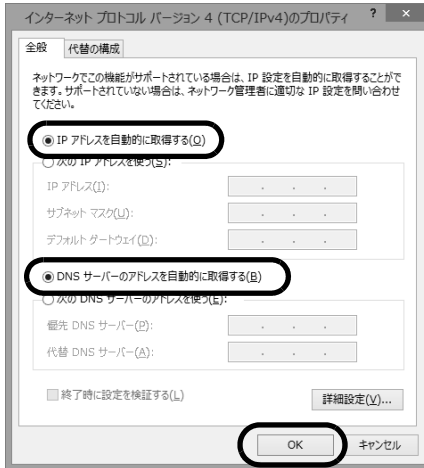 インターネット プロトコル バージョン 4 (TCP/IPv4)のプロパティ ? ×
全般 代替の構成
ネットワークでこの機能がサポートされている場合は、IP 設定を自動的に取得することがで
きます。サポートされていない場合は、ネットワーク管理者に適切な IP 設定を問い合わせ
てください。
IP アドレスを自動的に取得する(O)
次の IP アドレスを使う(S):
IP アドレス(I):
サブネット マスク(U):
デフォルト ゲートウェイ(D):
DNS サーバーのアドレスを自動的に取得する(B)
次の DNS サーバーのアドレスを使う(E):
優先 DNS サーバー(P):
代替 DNS サーバー(A):
終了時に設定を検証する(L)
詳細設定(V)...
OK キャンセル